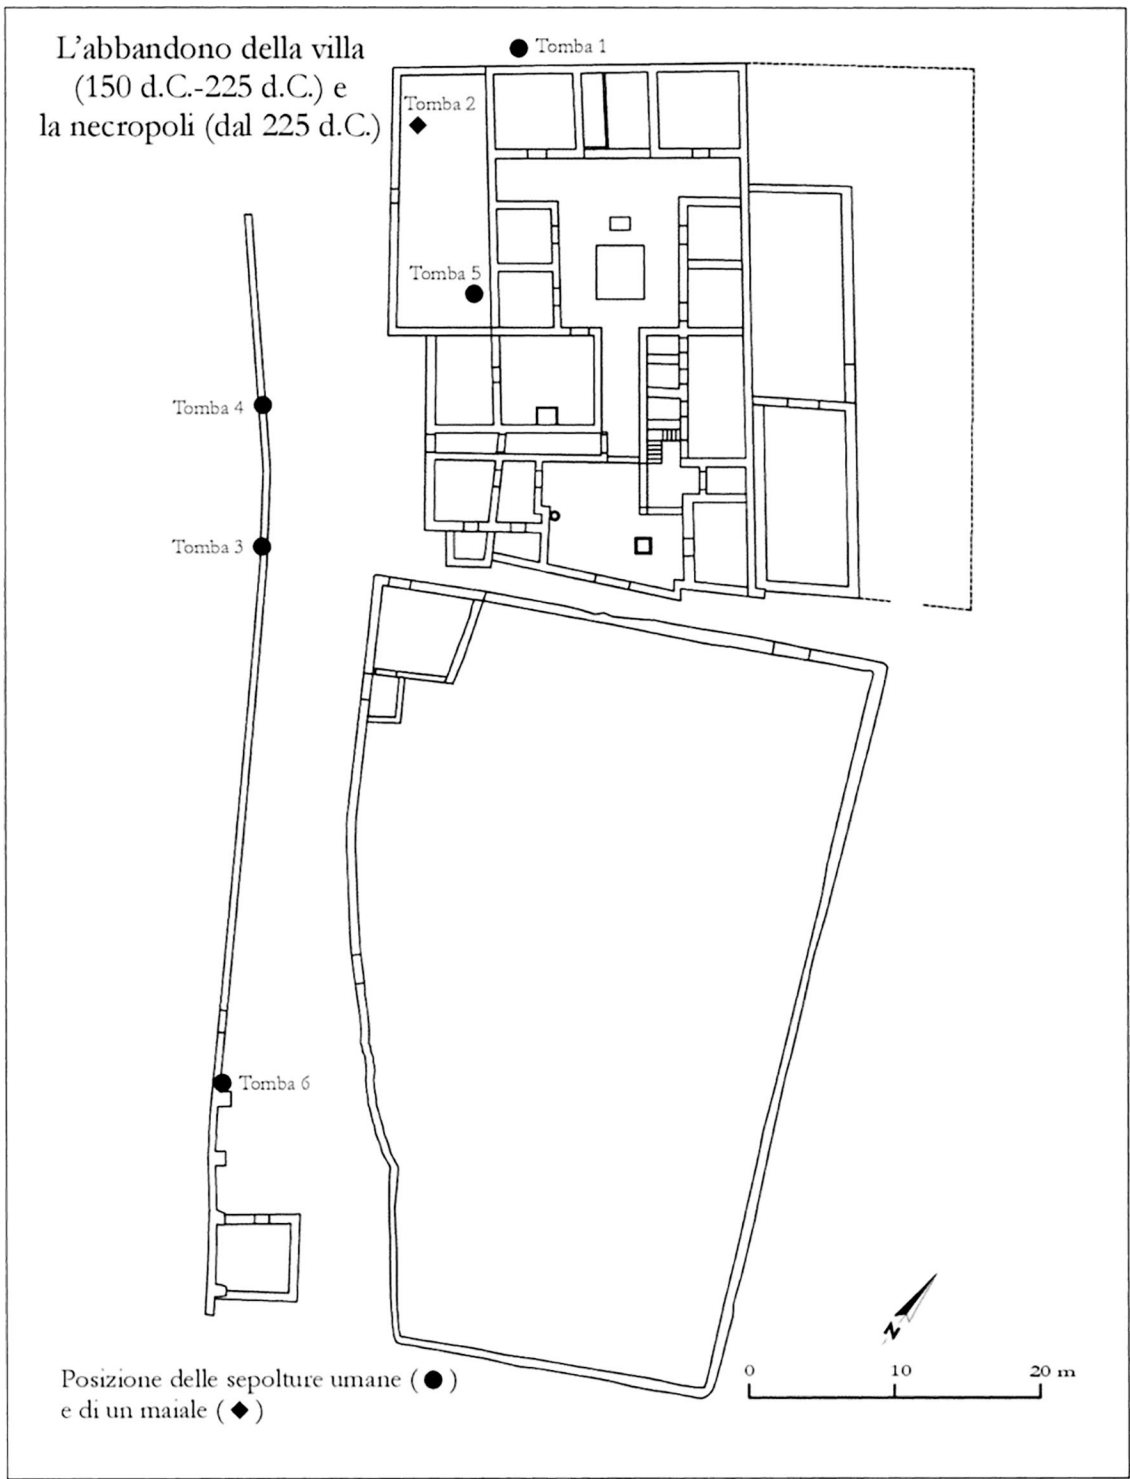 L'abbandono della villa
(150 d.C.-225 d.C.) e
la necropoli (dal 225 d.C.)
Tomba 1
Tomba 2
Tomba 5
Tomba 4
Tomba 3
Tomba 6
N
0 10 20 m
Posizione delle sepolture umane ( ● )
e di un maiale ( ◆ )